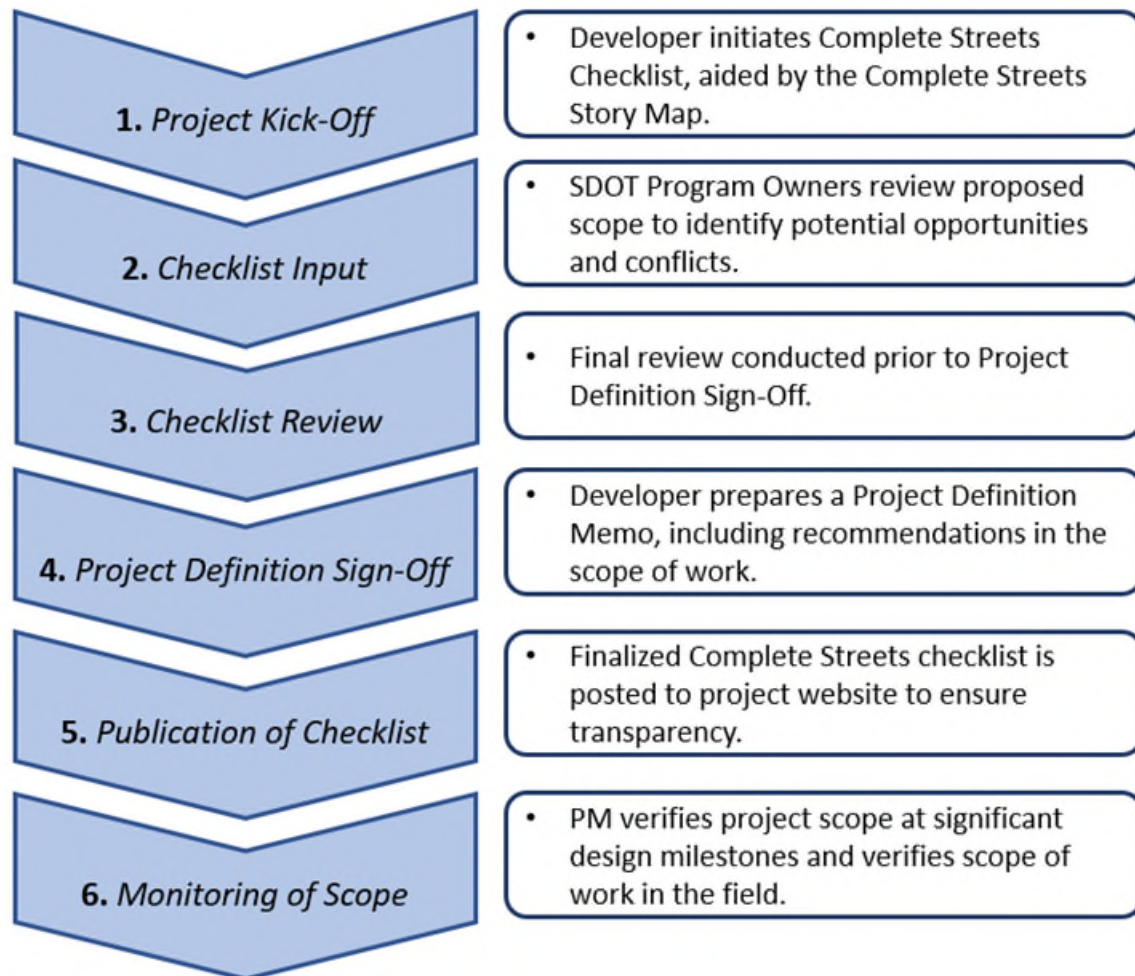 1. Project Kick-Off
• Developer initiates Complete Streets
Checklist, aided by the Complete Streets
Story Map.
2. Checklist Input
• SDOT Program Owners review proposed
scope to identify potential opportunities
and conflicts.
3. Checklist Review
• Final review conducted prior to Project
Definition Sign-Off.
4. Project Definition Sign-Off
• Developer prepares a Project Definition
Memo, including recommendations in the
scope of work.
5. Publication of Checklist
• Finalized Complete Streets checklist is
posted to project website to ensure
transparency.
6. Monitoring of Scope
• PM verifies project scope at significant
design milestones and verifies scope of
work in the field.